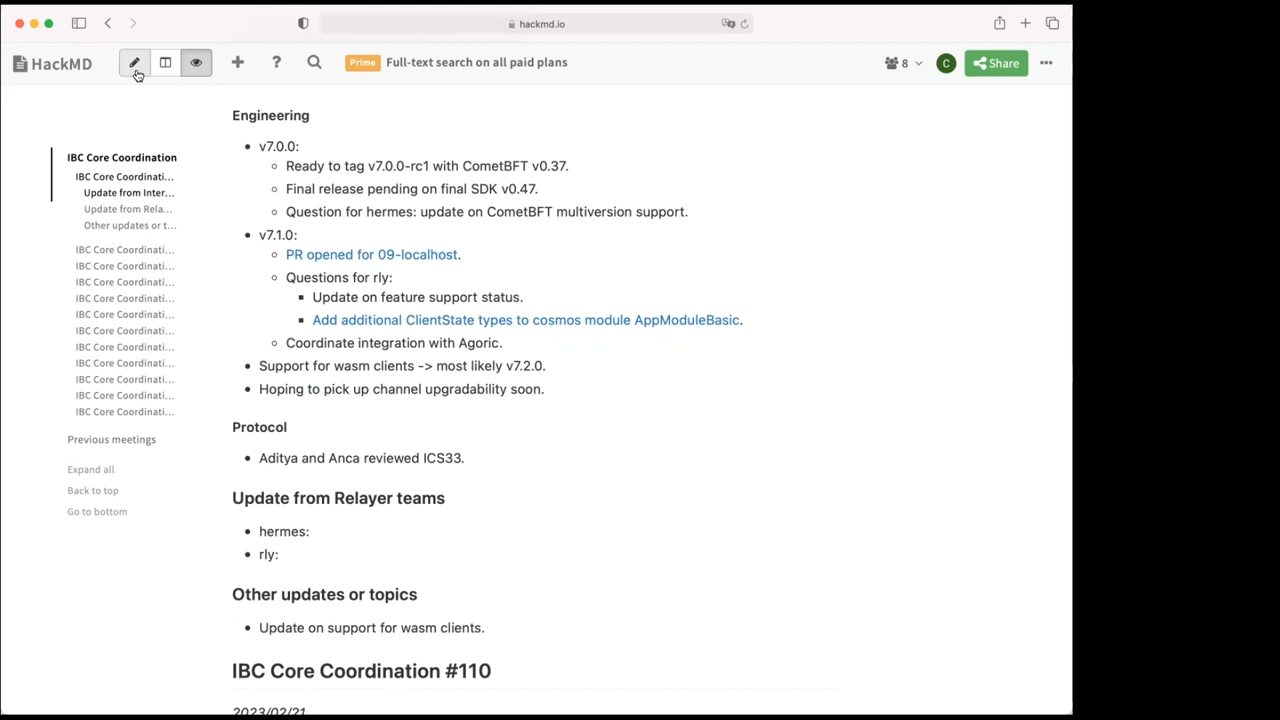 hackmd.io
HackMD
Prime Full-text search on all paid plans
8
C
Share
IBC Core Coordination
IBC Core Coordinati...
Update from Inter...
Update from Rela...
Other updates or t...
IBC Core Coordinati...
IBC Core Coordinati...
IBC Core Coordinati...
IBC Core Coordinati...
IBC Core Coordinati...
IBC Core Coordinati...
IBC Core Coordinati...
IBC Core Coordinati...
IBC Core Coordinati...
IBC Core Coordinati...
IBC Core Coordinati...
Previous meetings
Expand all
Back to top
Go to bottom
Engineering
v7.0.0:
Ready to tag v7.0.0-rc1 with CometBFT v0.37.
Final release pending on final SDK v0.47.
Question for hermes: update on CometBFT multiversion support.
v7.1.0:
PR opened for 09-localhost.
Questions for rly:
Update on feature support status.
Add additional ClientState types to cosmos module AppModuleBasic.
Coordinate integration with Agoric.
Support for wasm clients -> most likely v7.2.0.
Hoping to pick up channel upgradability soon.
Protocol
Aditya and Anca reviewed ICS33.
Update from Relayer teams
hermes:
rly:
Other updates or topics
Update on support for wasm clients.
IBC Core Coordination #110
2023/02/21